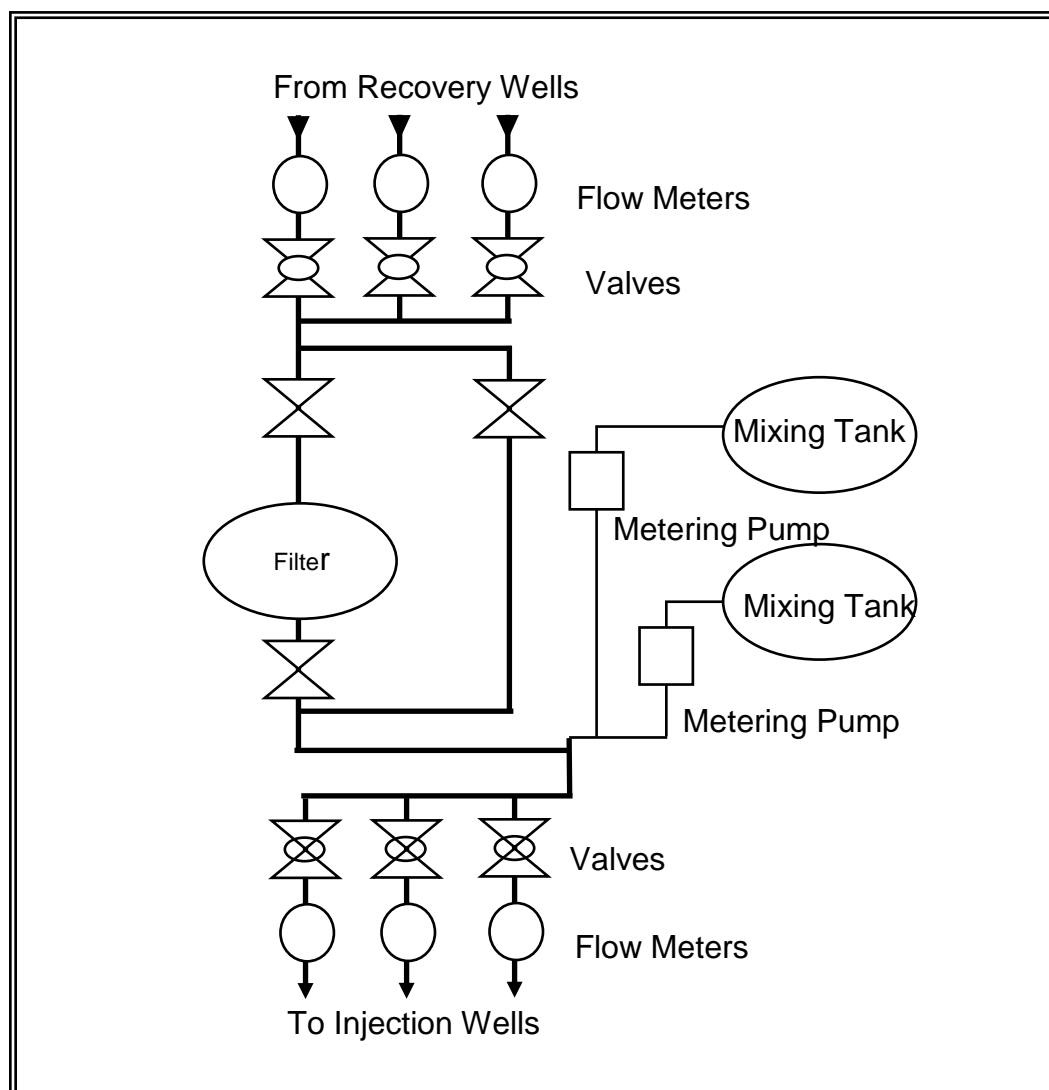 From Recovery Wells
Flow Meters
Valves
Mixing Tank
Metering Pump
Filter
Mixing Tank
Metering Pump
Valves
Flow Meters
To Injection Wells